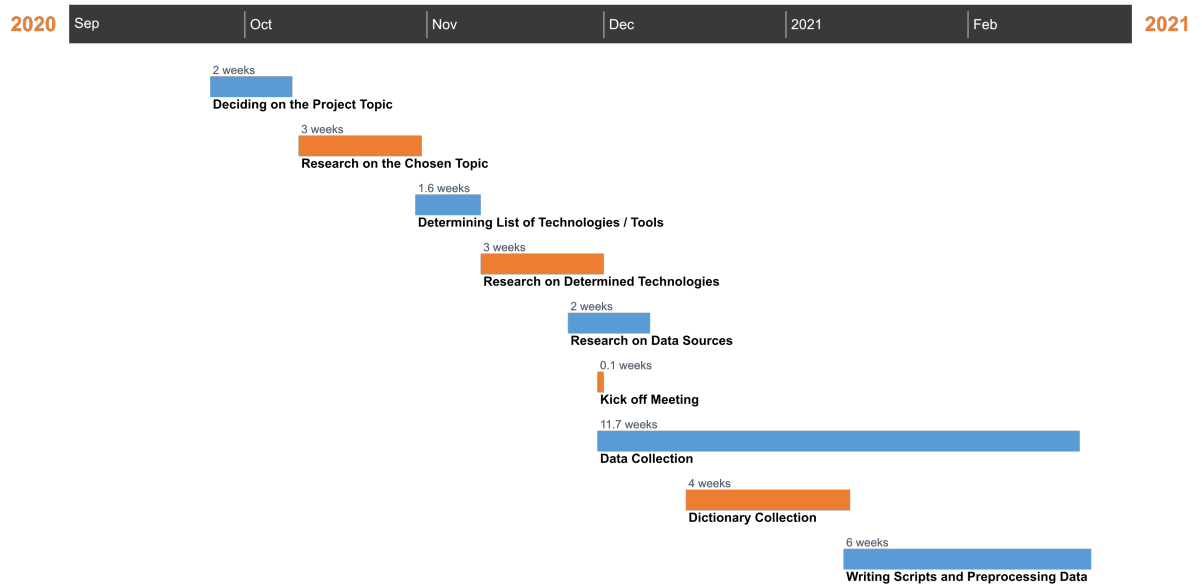 2020 Sep Oct Nov Dec 2021 Feb 2021
2 weeks
Deciding on the Project Topic
3 weeks
Research on the Chosen Topic
1.6 weeks
Determining List of Technologies / Tools
3 weeks
Research on Determined Technologies
2 weeks
Research on Data Sources
0.1 weeks
Kick off Meeting
11.7 weeks
Data Collection
4 weeks
Dictionary Collection
6 weeks
Writing Scripts and Preprocessing Data